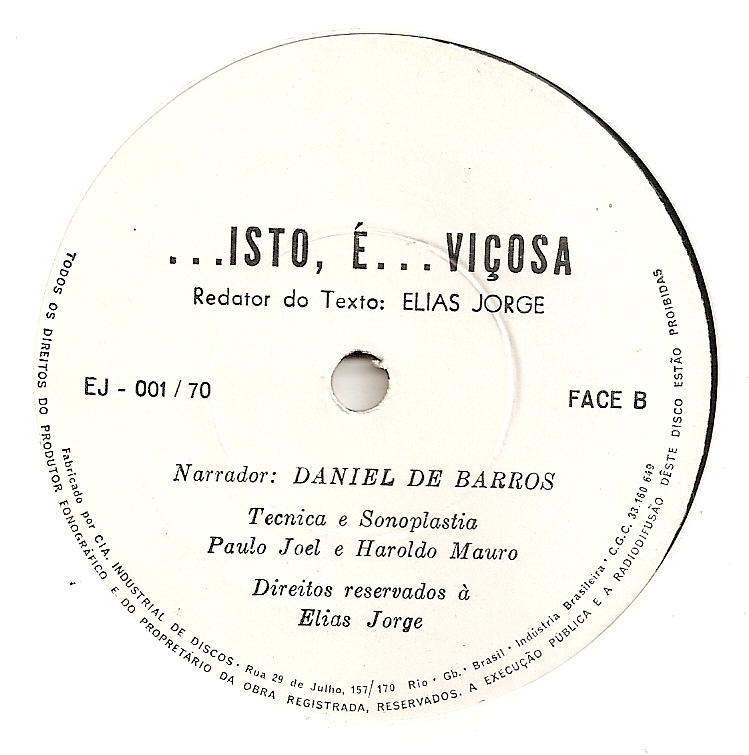 ...ISTO, É... VIÇOSA
Redator do Texto: ELIAS JORGE
EJ - 001 / 70
FACE B
Narrador: DANIEL DE BARROS
Tecnica e Sonoplastia
Paulo Joel e Haroldo Mauro
Direitos reservados à
Elias Jorge
Fabricado por CIA. INDUSTRIAL DE DISCOS · Rua 29 de Julho, 157/170 Rio · Gb. · Brasil · Indústria Brasileira · C.G.C. 33.160 649
TODOS OS DIREITOS DO PRODUTOR FONOGRÁFICO E DO PROPRETÁRIO DA OBRA REGISTRADA, RESERVADOS. A EXECUÇÃO PÚBLICA E A RADIODIFUSÃO DÊSTE DISCO ESTÃO PROIBIDAS